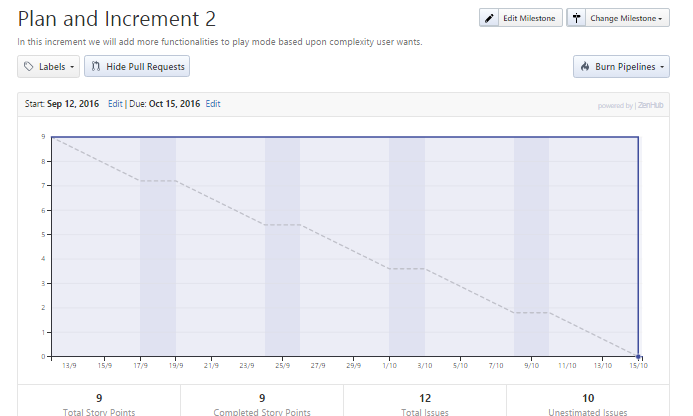 Plan and Increment 2
Edit Milestone
Change Milestone
In this increment we will add more functionalities to play mode based upon complexity user wants.
Labels
Hide Pull Requests
Burn Pipelines
Start: Sep 12, 2016 Edit | Due: Oct 15, 2016 Edit
powered by | ZenHub
9
8
7
6
5
4
3
2
1
0
13/9 15/9 17/9 19/9 21/9 23/9 25/9 27/9 29/9 1/10 3/10 5/10 7/10 9/10 11/10 13/10 15/10
9 9 12 10
Total Story Points Completed Story Points Total Issues Unestimated Issues